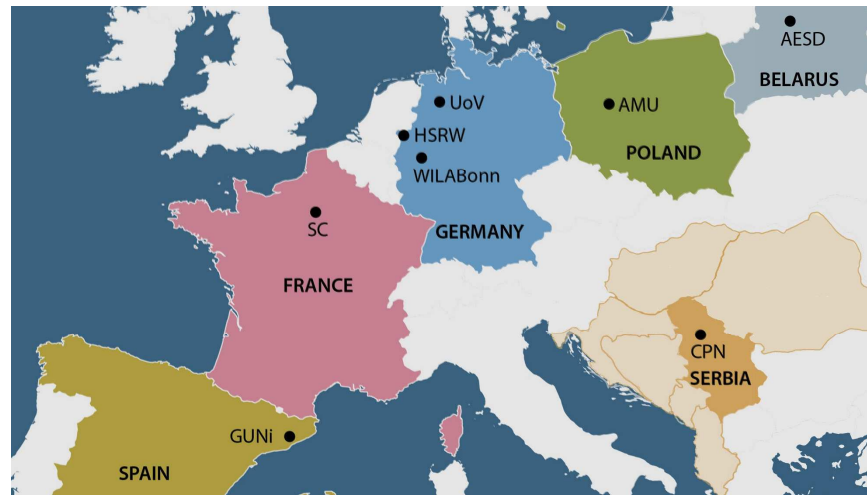 AESD
BELARUS
UoV
AMU
HSRW
POLAND
WILABonn
SC
GERMANY
FRANCE
CPN
SERBIA
GUNi
SPAIN